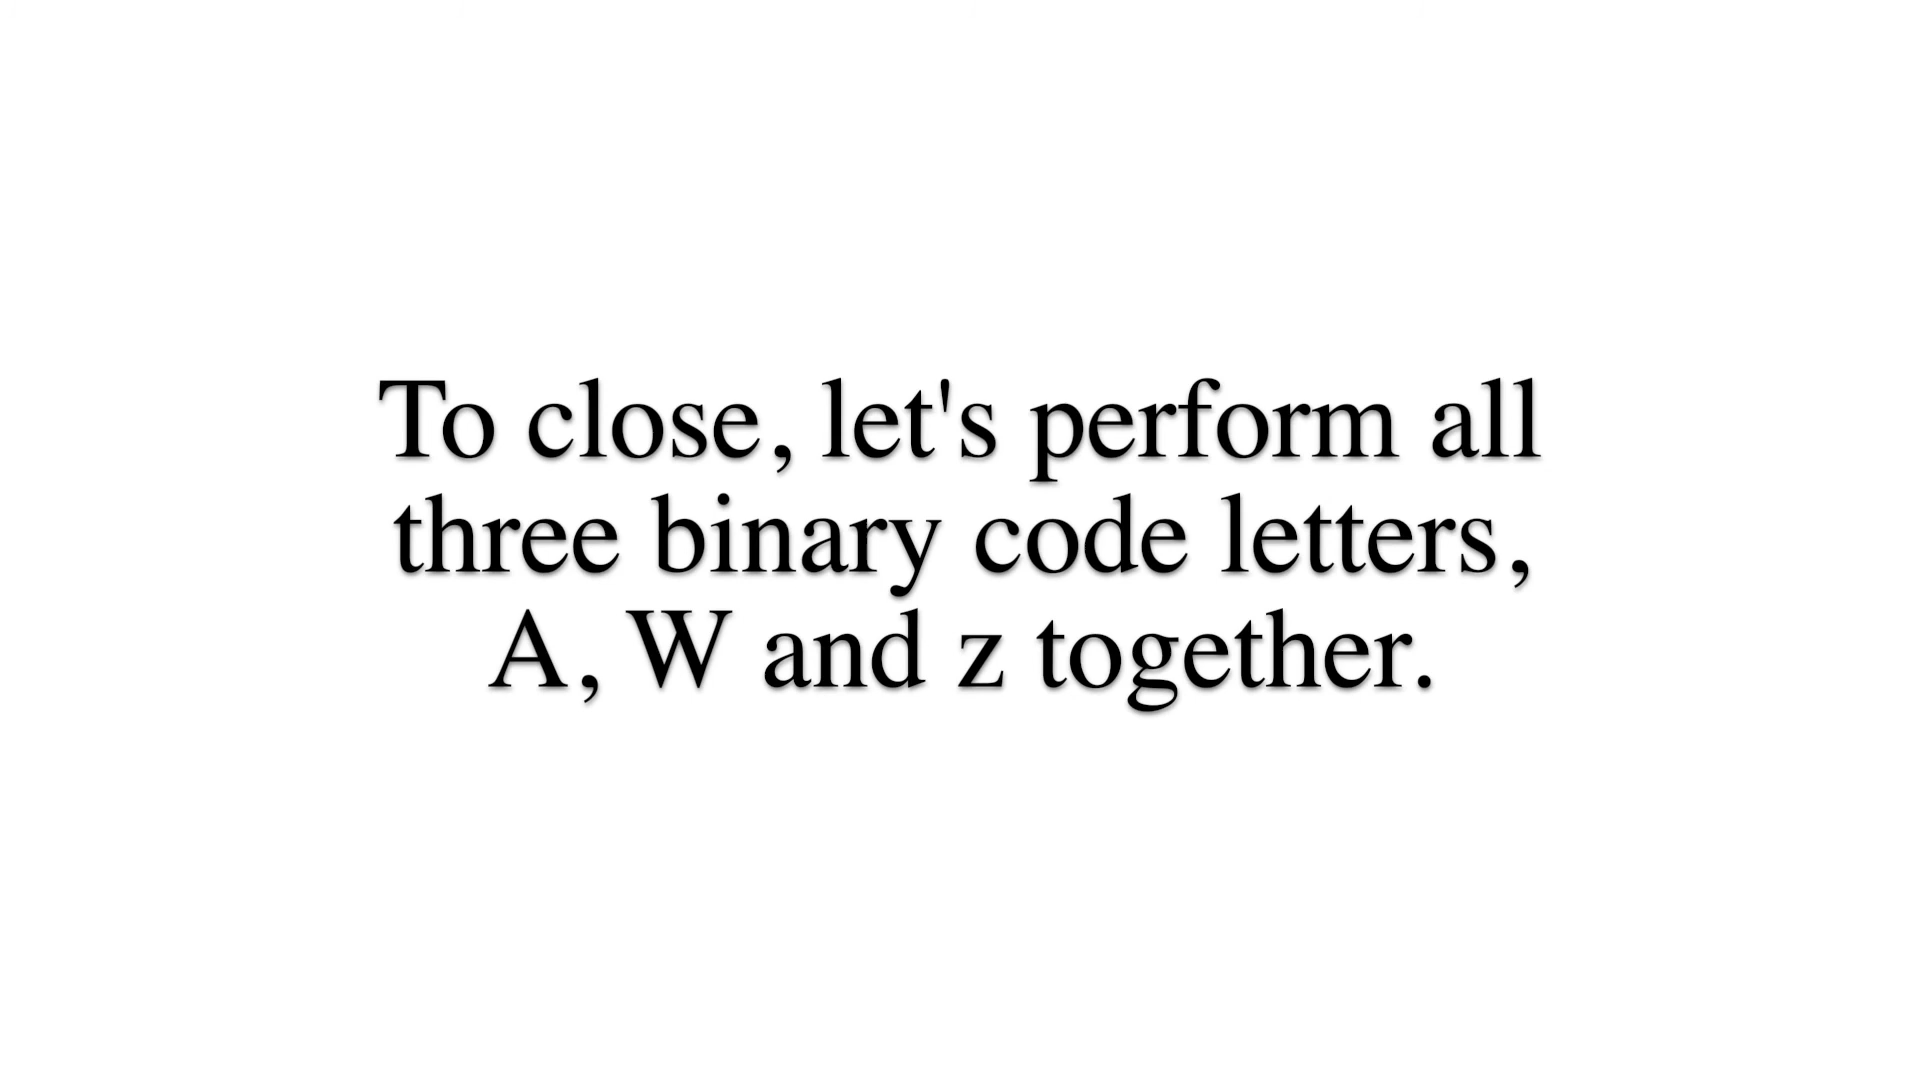 To close, let's perform all
three binary code letters,
A, W and z together.